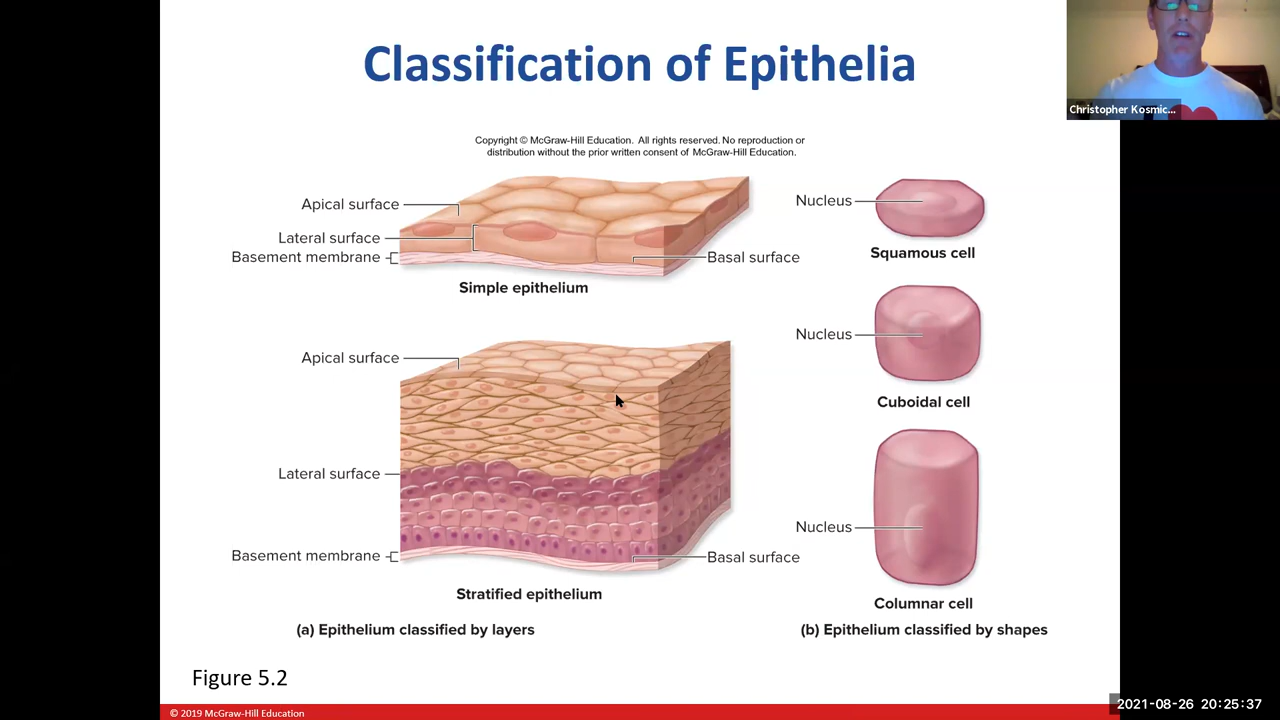 Classification of Epithelia
Christopher Kosmic...
Copyright © McGraw-Hill Education. All rights reserved. No reproduction or
distribution without the prior written consent of McGraw-Hill Education.
Apical surface
Lateral surface
Basement membrane
Basal surface
Simple epithelium
Apical surface
Lateral surface
Basement membrane
Basal surface
Stratified epithelium
(a) Epithelium classified by layers
Nucleus
Squamous cell
Nucleus
Cuboidal cell
Nucleus
Columnar cell
(b) Epithelium classified by shapes
Figure 5.2
© 2019 McGraw-Hill Education
2021-08-26 20:25:37